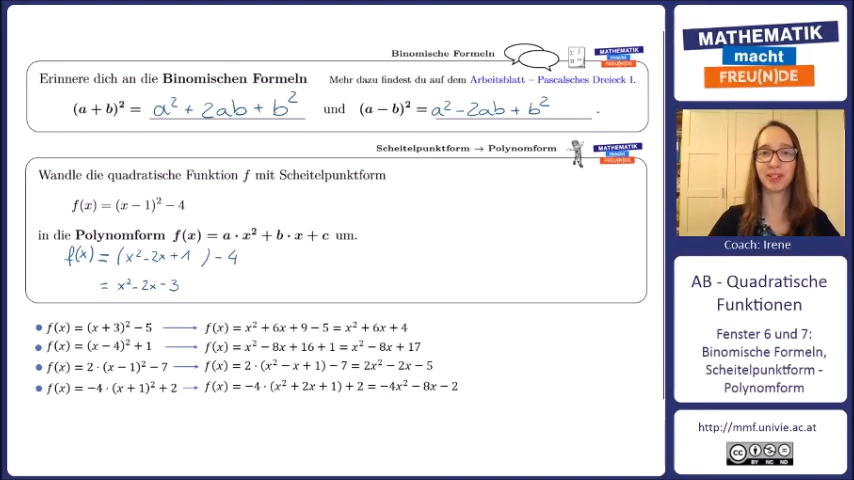 Binomische Formeln
MATHEMATIK
macht
FREU(N)DE
Erinnere dich an die Binomischen Formeln
Mehr dazu findest du auf dem Arbeitsblatt – Pascalsches Dreieck I.
(a + b)² = a² + 2ab + b² und (a − b)² = a² − 2ab + b² .
Scheitelpunktform → Polynomform
MATHEMATIK
macht
FREU(N)DE
Wandle die quadratische Funktion f mit Scheitelpunktform
f(x) = (x − 1)² − 4
in die Polynomform f(x) = a · x² + b · x + c um.
f(x) = (x² − 2x + 1 ) − 4
= x² − 2x − 3
• f(x) = (x + 3)² − 5 → f(x) = x² + 6x + 9 − 5 = x² + 6x + 4
• f(x) = (x − 4)² + 1 → f(x) = x² − 8x + 16 + 1 = x² − 8x + 17
• f(x) = 2 · (x − 1)² − 7 → f(x) = 2 · (x² − x + 1) − 7 = 2x² − 2x − 5
• f(x) = −4 · (x + 1)² + 2 → f(x) = −4 · (x² + 2x + 1) + 2 = −4x² − 8x − 2
MATHEMATIK
macht
FREU(N)DE
Coach: Irene
AB - Quadratische
Funktionen
Fenster 6 und 7:
Binomische Formeln,
Scheitelpunktform -
Polynomform
http://mmf.univie.ac.at
cc
BY NC ND